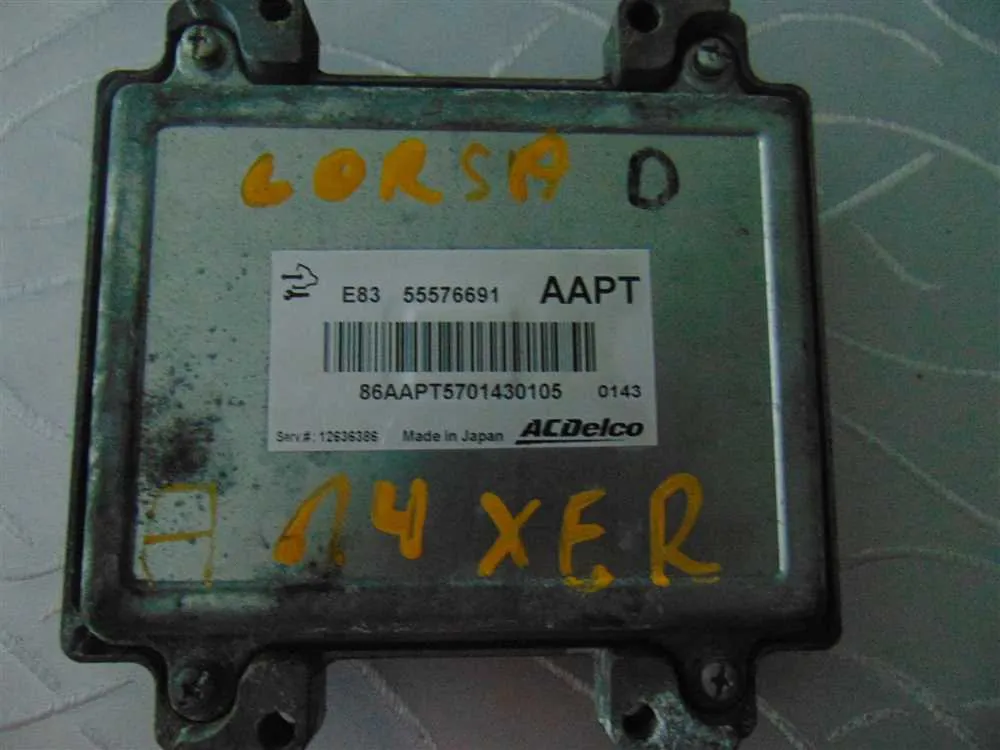 CORSA D
E83 55576691 AAPT
86AAPT5701430105 0143
Serv.#: 12636386 Made in Japan ACDelco
A 14 XER